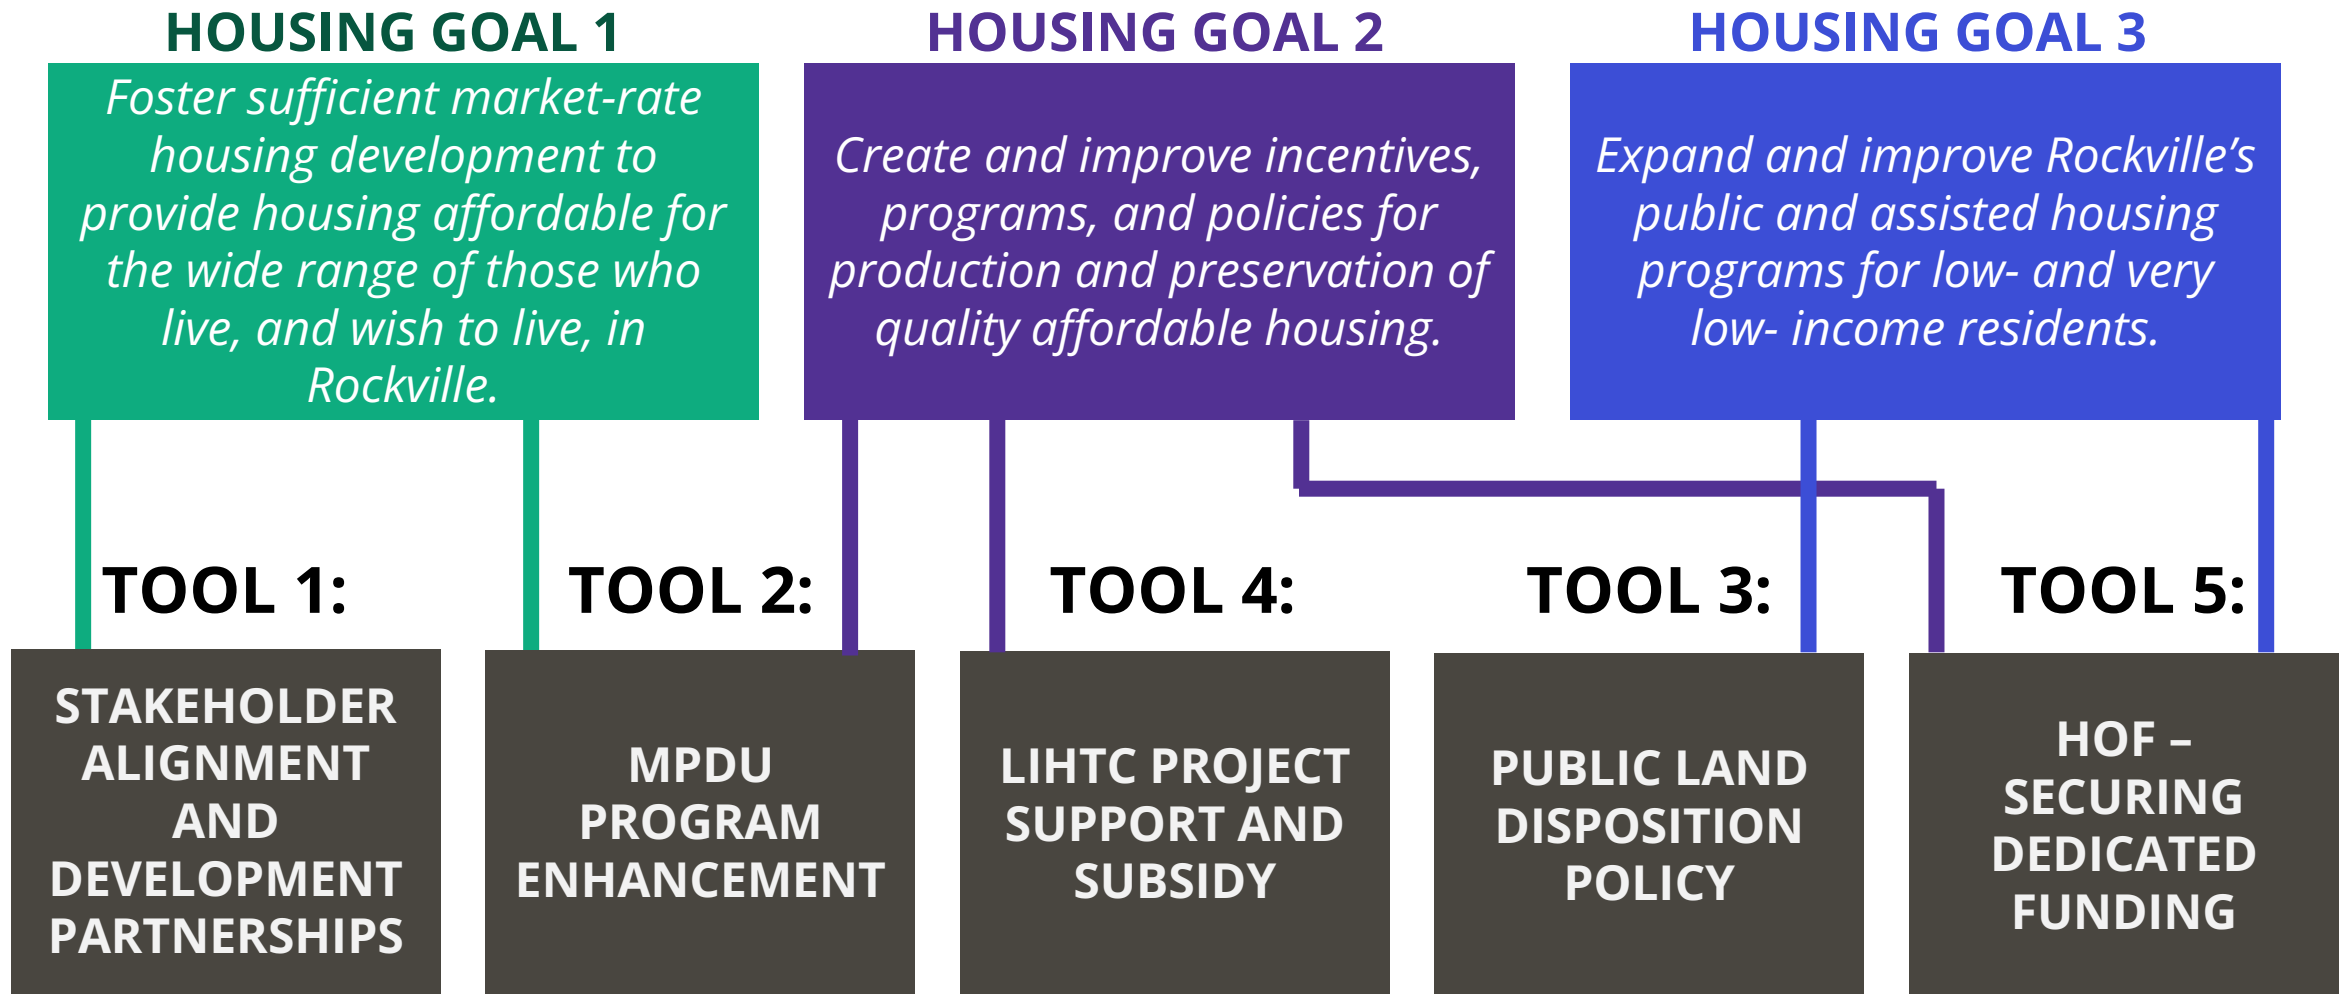 HOUSING GOAL 1
Foster sufficient market-rate
housing development to
provide housing affordable for
the wide range of those who
live, and wish to live, in
Rockville.
HOUSING GOAL 2
Create and improve incentives,
programs, and policies for
production and preservation of
quality affordable housing.
HOUSING GOAL 3
Expand and improve Rockville’s
public and assisted housing
programs for low- and very
low- income residents.
TOOL 1:
STAKEHOLDER
ALIGNMENT
AND
DEVELOPMENT
PARTNERSHIPS
TOOL 2:
MPDU
PROGRAM
ENHANCEMENT
TOOL 4:
LIHTC PROJECT
SUPPORT AND
SUBSIDY
TOOL 3:
PUBLIC LAND
DISPOSITION
POLICY
TOOL 5:
HOF –
SECURING
DEDICATED
FUNDING